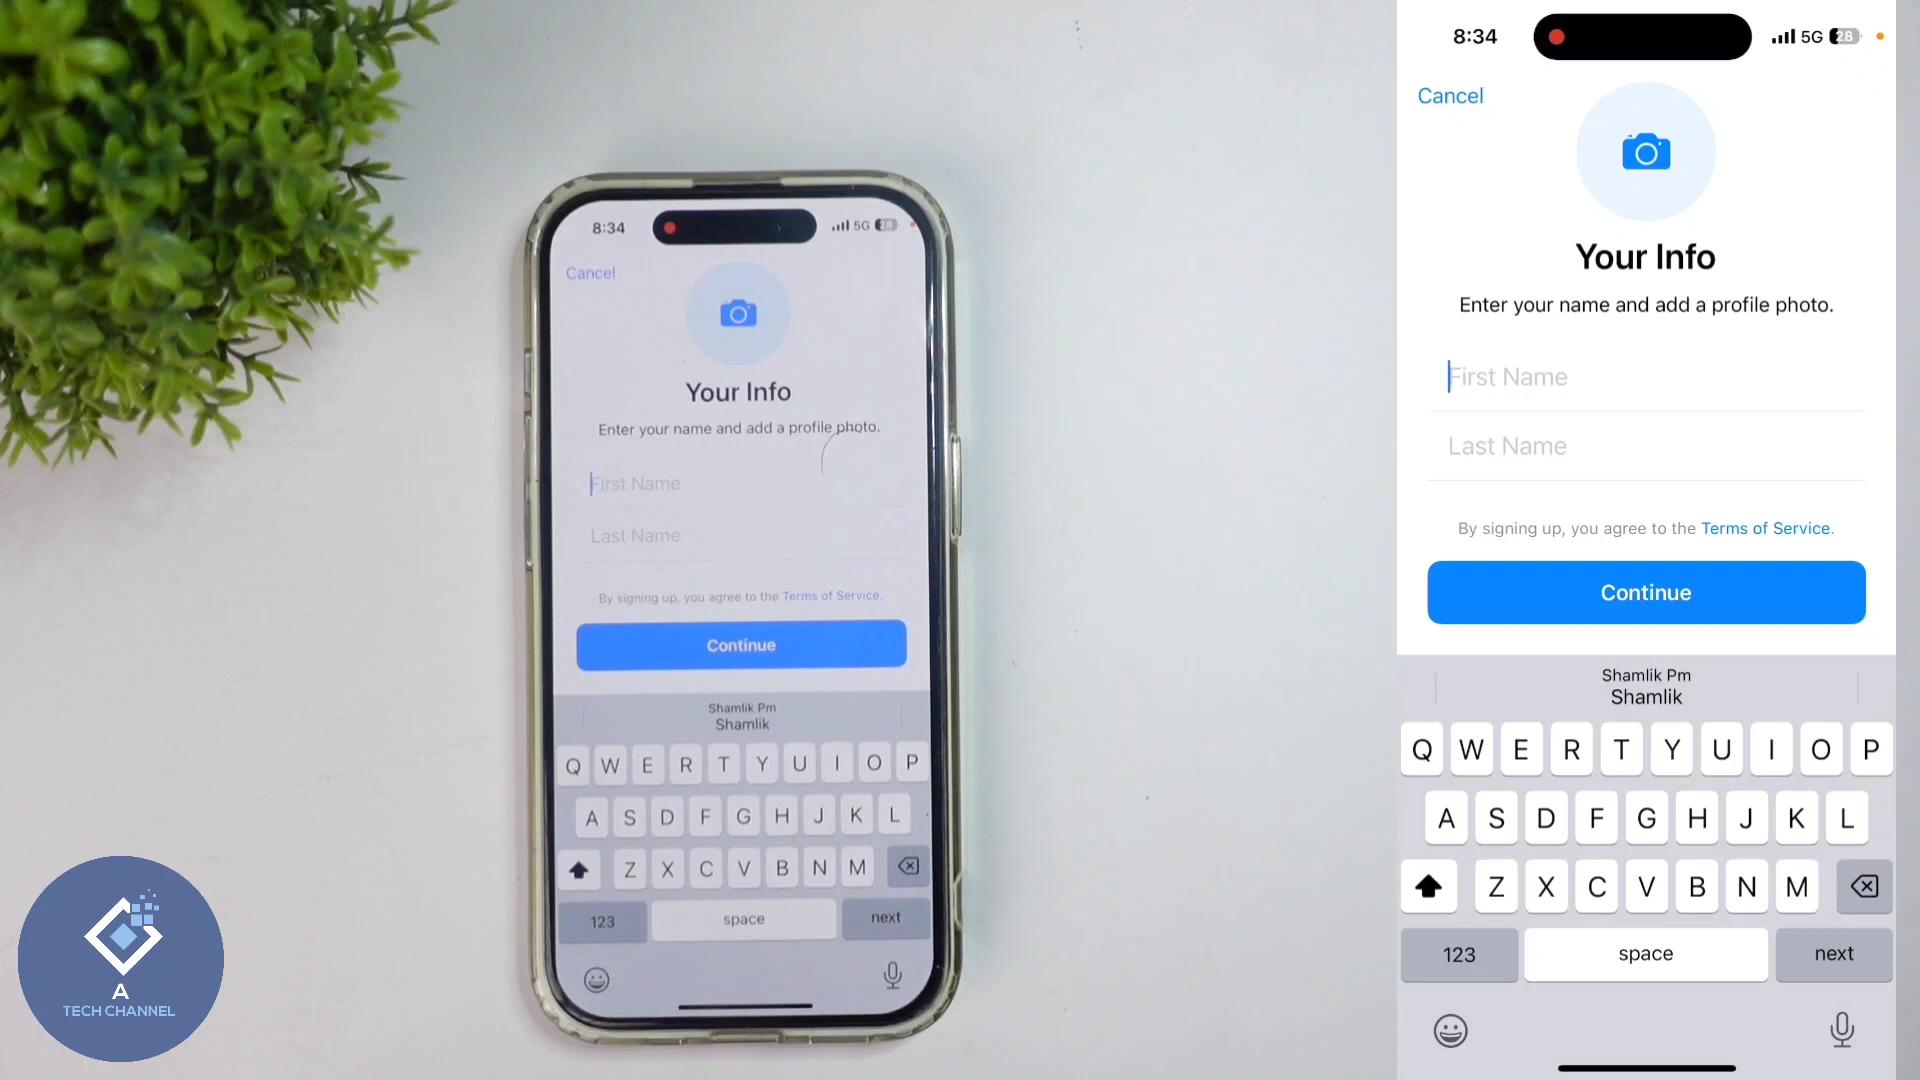 8:34
5G
Cancel
Your Info
Enter your name and add a profile photo.
First Name
Last Name
By signing up, you agree to the Terms of Service.
Continue
Shamlik Pm
Shamlik
Q W E R T Y U I O P
A S D F G H J K L
Z X C V B N M
123 space next
A
TECH CHANNEL
8:34
5G 28
Cancel
Your Info
Enter your name and add a profile photo.
First Name
Last Name
By signing up, you agree to the Terms of Service.
Continue
Shamlik Pm
Shamlik
Q W E R T Y U I O P
A S D F G H J K L
Z X C V B N M
123 space next